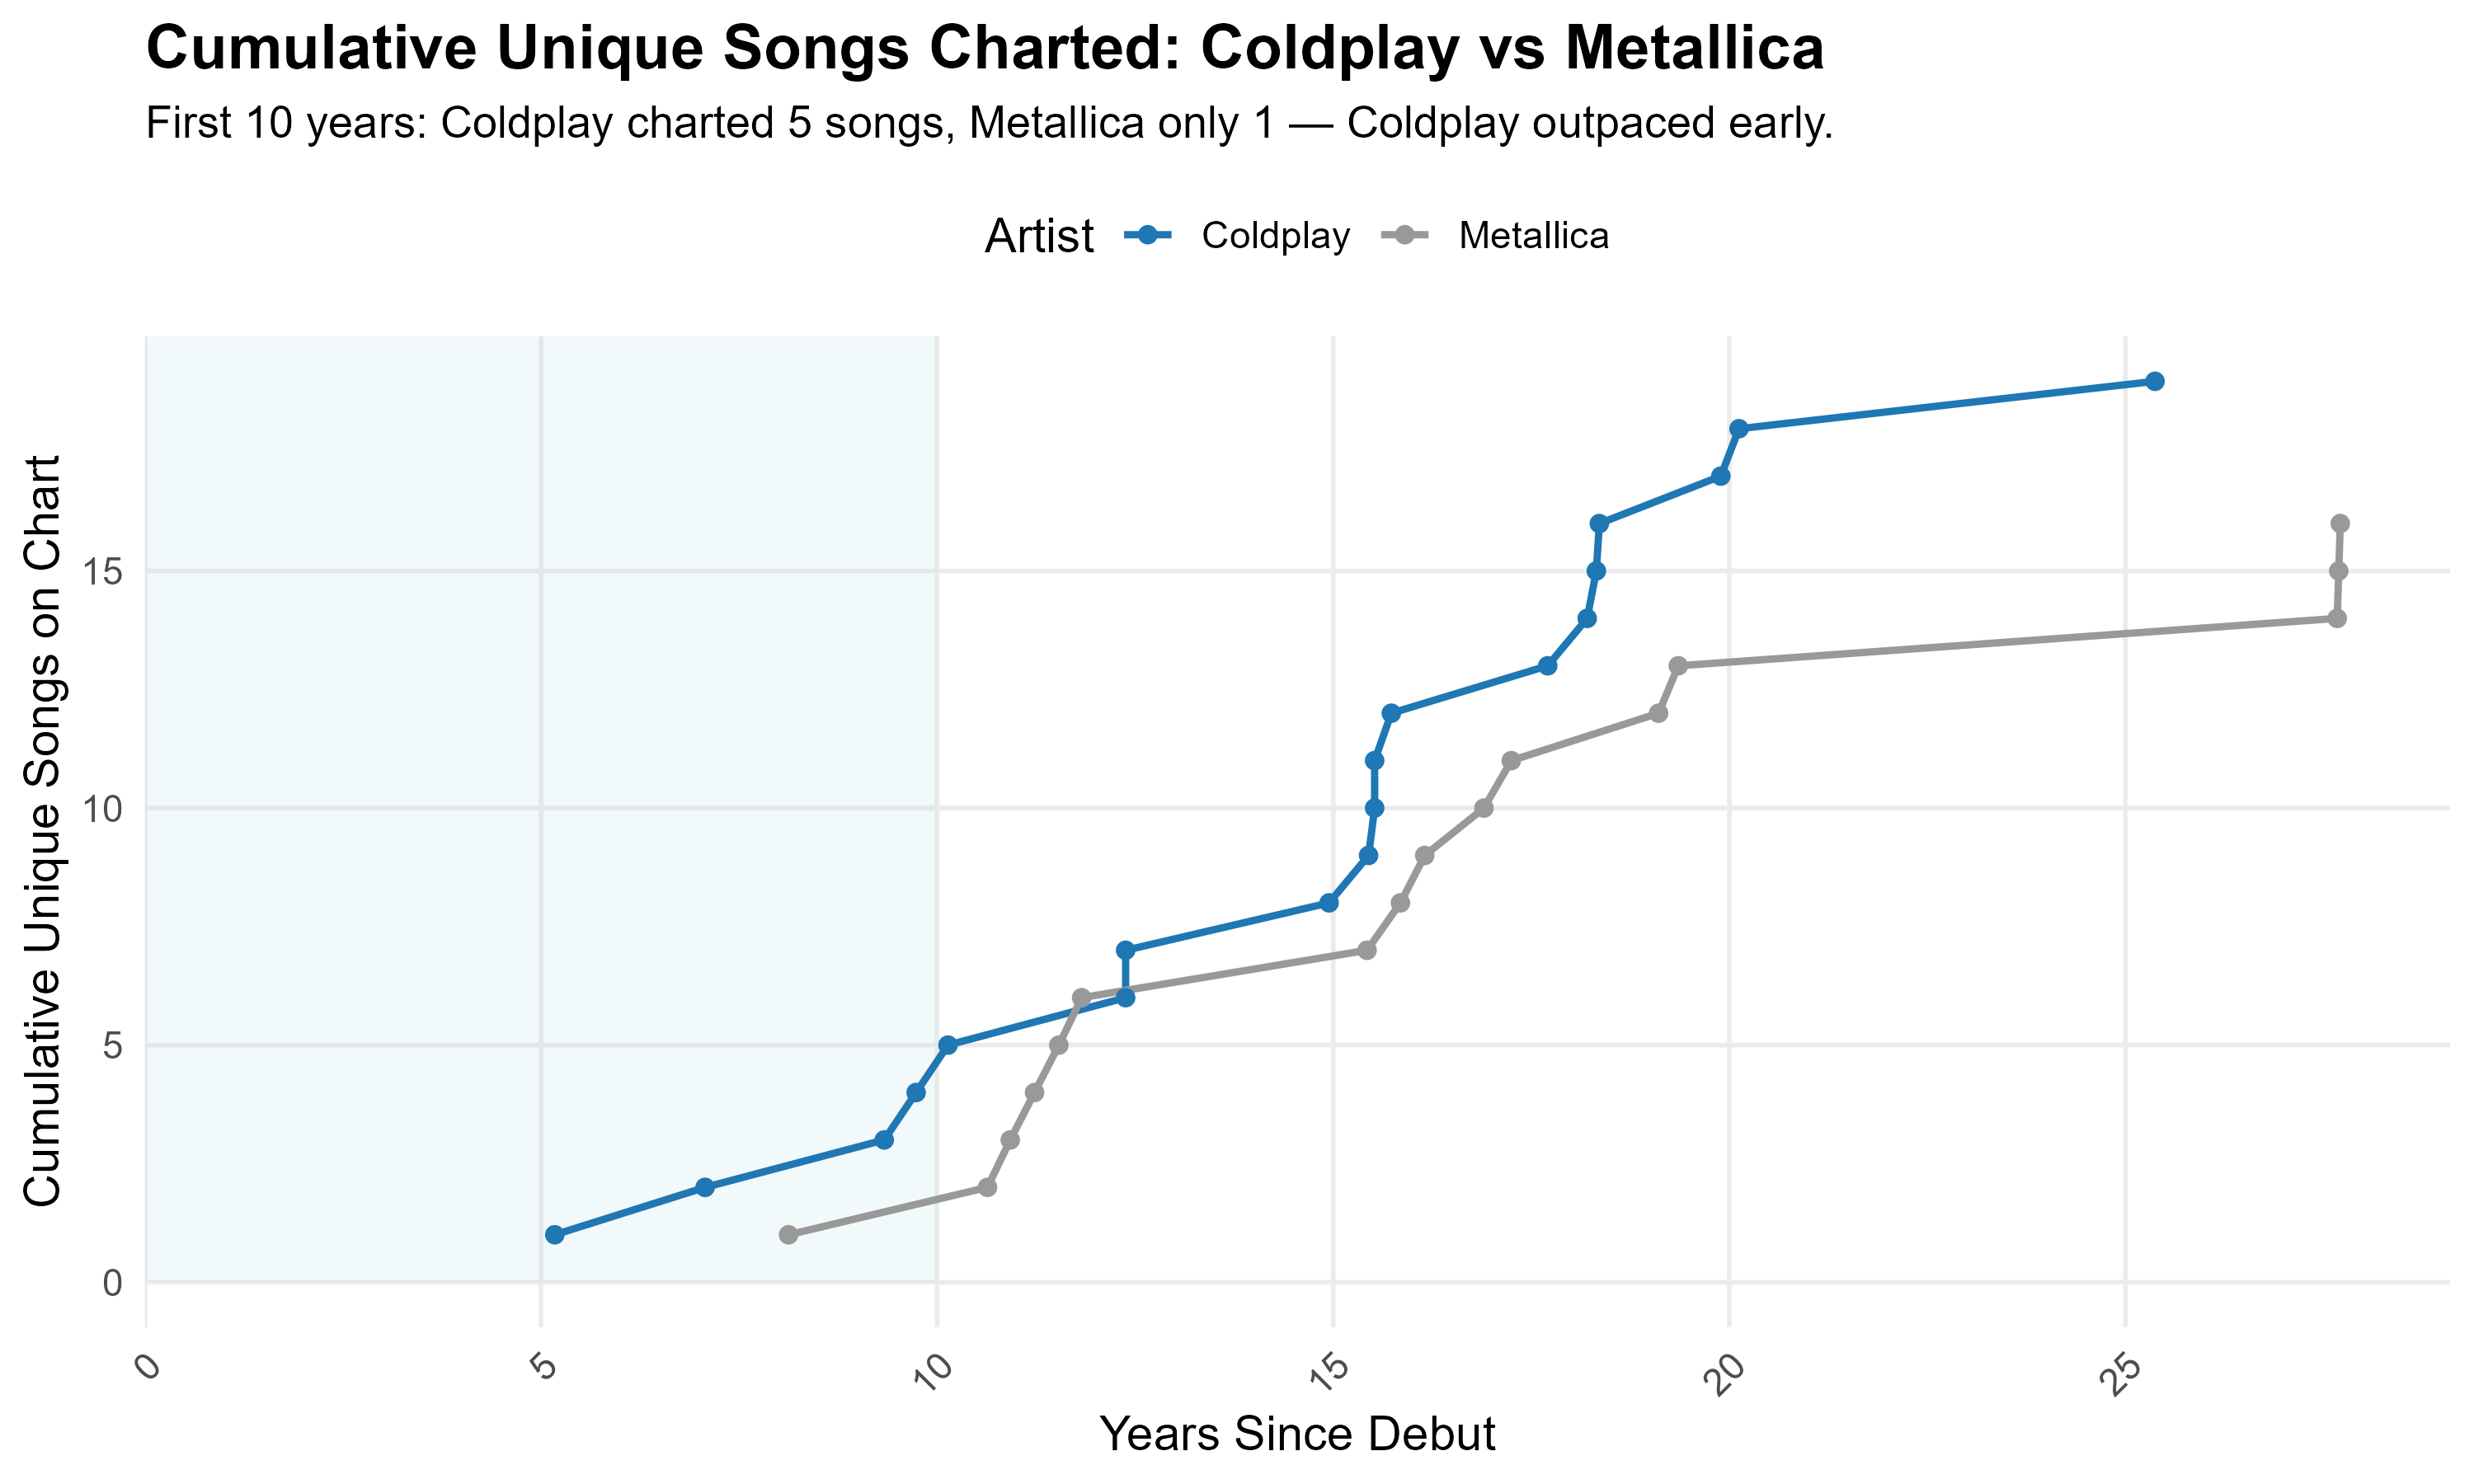 Cumulative Unique Songs Charted: Coldplay vs Metallica
First 10 years: Coldplay charted 5 songs, Metallica only 1 — Coldplay outpaced early.
Artist Coldplay Metallica
Cumulative Unique Songs on Chart
15
10
5
0
0 5 10 15 20 25
Years Since Debut